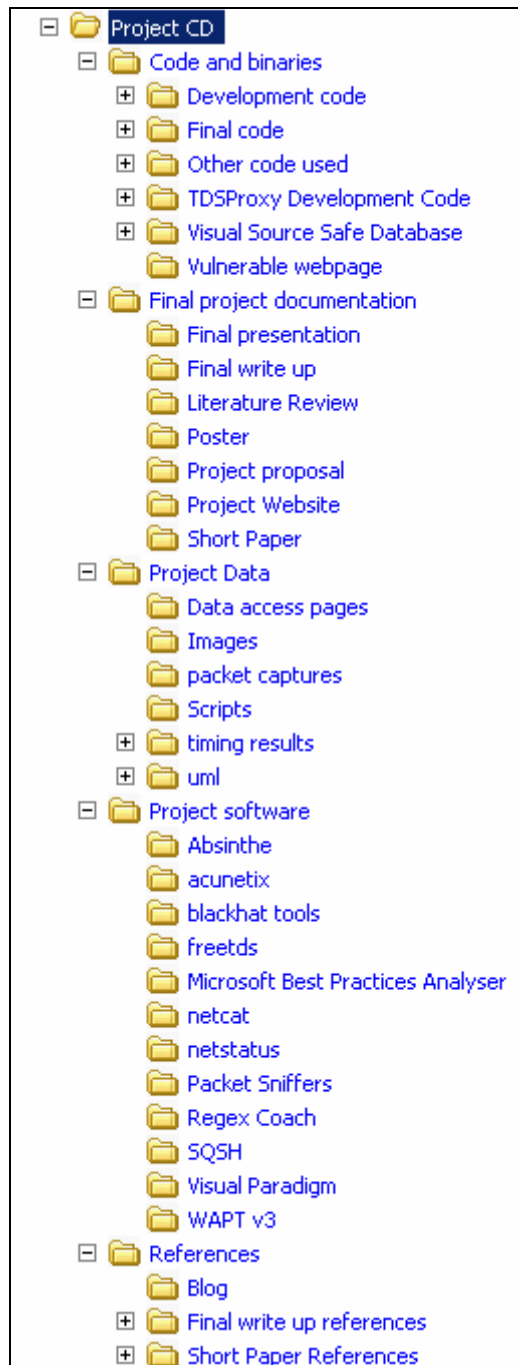 Project CD
Code and binaries
Development code
Final code
Other code used
TDSProxy Development Code
Visual Source Safe Database
Vulnerable webpage
Final project documentation
Final presentation
Final write up
Literature Review
Poster
Project proposal
Project Website
Short Paper
Project Data
Data access pages
Images
packet captures
Scripts
timing results
uml
Project software
Absinthe
acunetix
blackhat tools
freetds
Microsoft Best Practices Analyser
netcat
netstatus
Packet Sniffers
Regex Coach
SQSH
Visual Paradigm
WAPT v3
References
Blog
Final write up references
Short Paper References